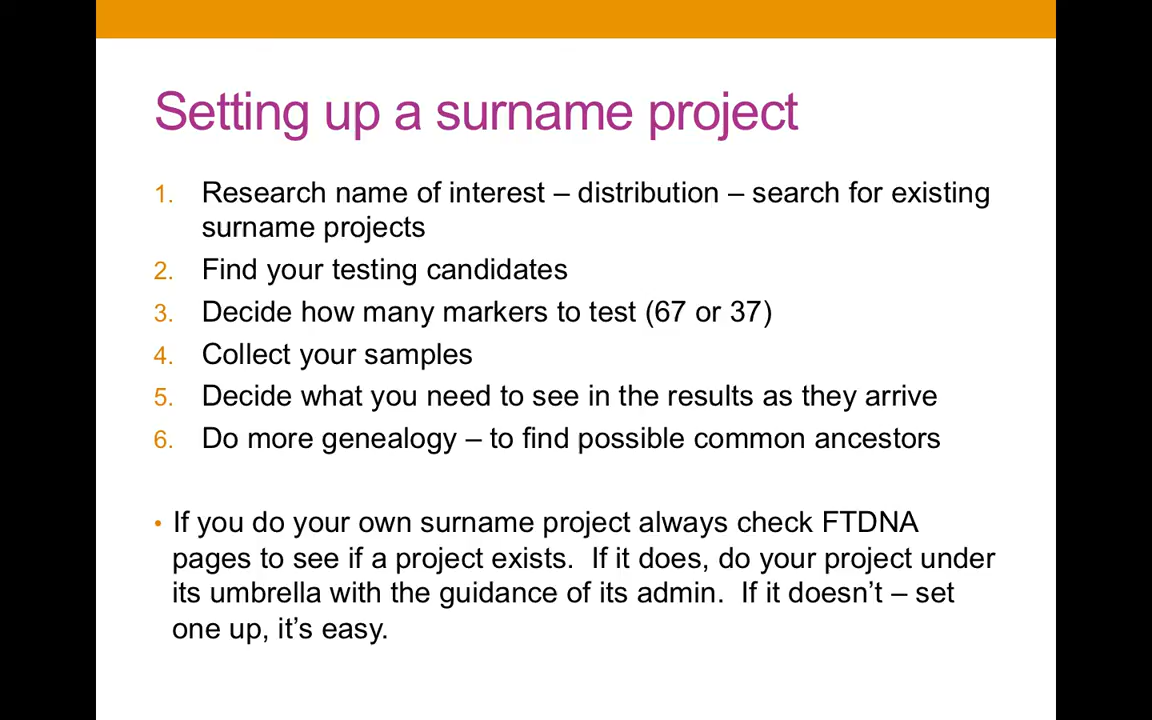 Setting up a surname project
1. Research name of interest – distribution – search for existing
surname projects
2. Find your testing candidates
3. Decide how many markers to test (67 or 37)
4. Collect your samples
5. Decide what you need to see in the results as they arrive
6. Do more genealogy – to find possible common ancestors
• If you do your own surname project always check FTDNA
pages to see if a project exists.  If it does, do your project under
its umbrella with the guidance of its admin.  If it doesn’t – set
one up, it’s easy.